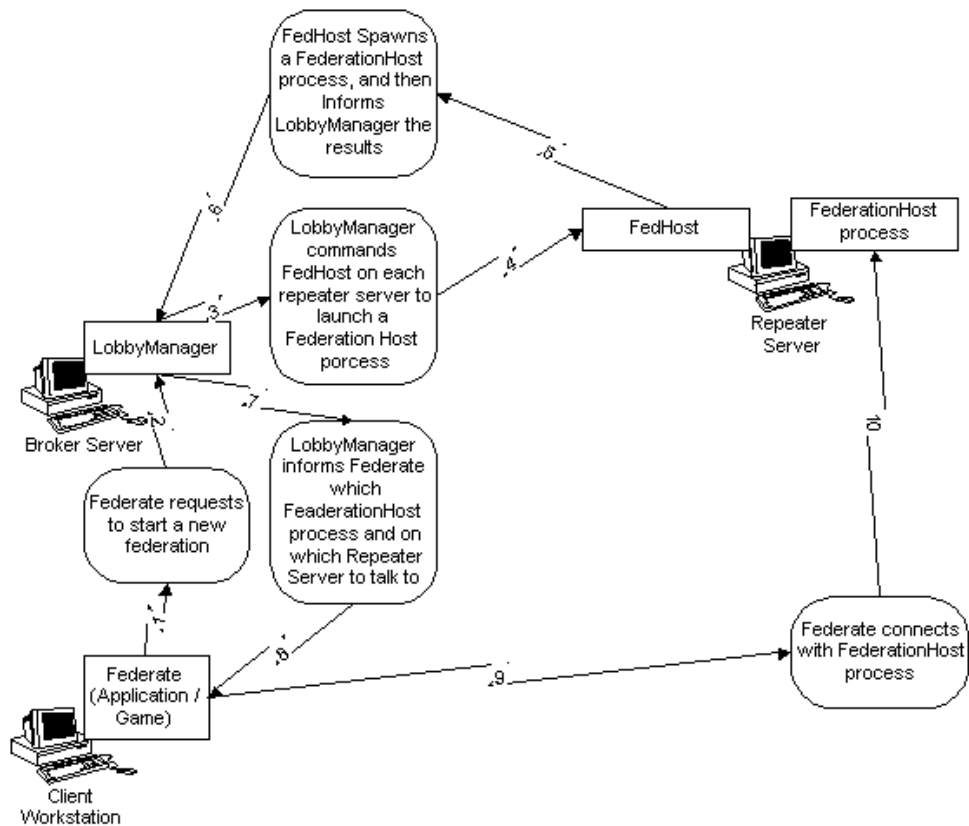 FedHost Spawns
a FederationHost
process, and then
Informs
LobbyManager the
results
5
6
FedHost
FederationHost
process
LobbyManager
commands
FedHost on each
repeater server to
launch a
Federation Host
porcess
4
3
Repeater
Server
LobbyManager
Broker Server
2
7
10
LobbyManager
informs Federate
which
FeaderationHost
process and on
which Repeater
Server to talk to
Federate requests
to start a new
federation
1
8
Federate connects
with FederationHost
process
9
Federate
(Application /
Game)
Client
Workstation